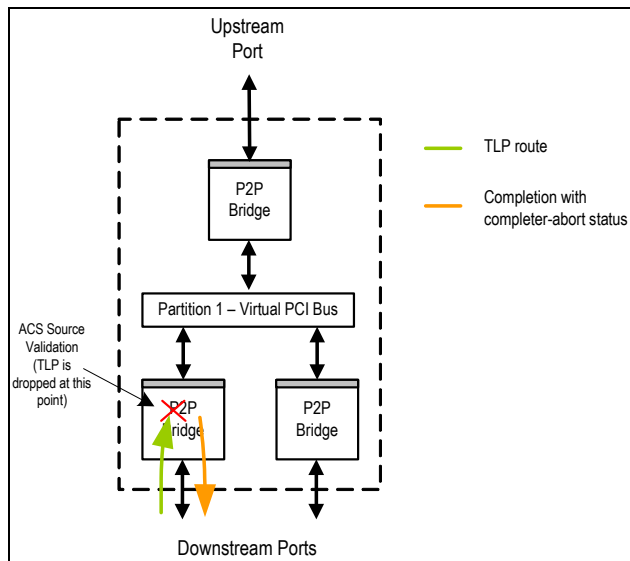 Upstream
Port
TLP route
P2P
Bridge
Completion with
completer-abort status
Partition 1 – Virtual PCI Bus
ACS Source
Validation
(TLP is
dropped at this
point)
P2P
Bridge
P2P
Bridge
Downstream Ports